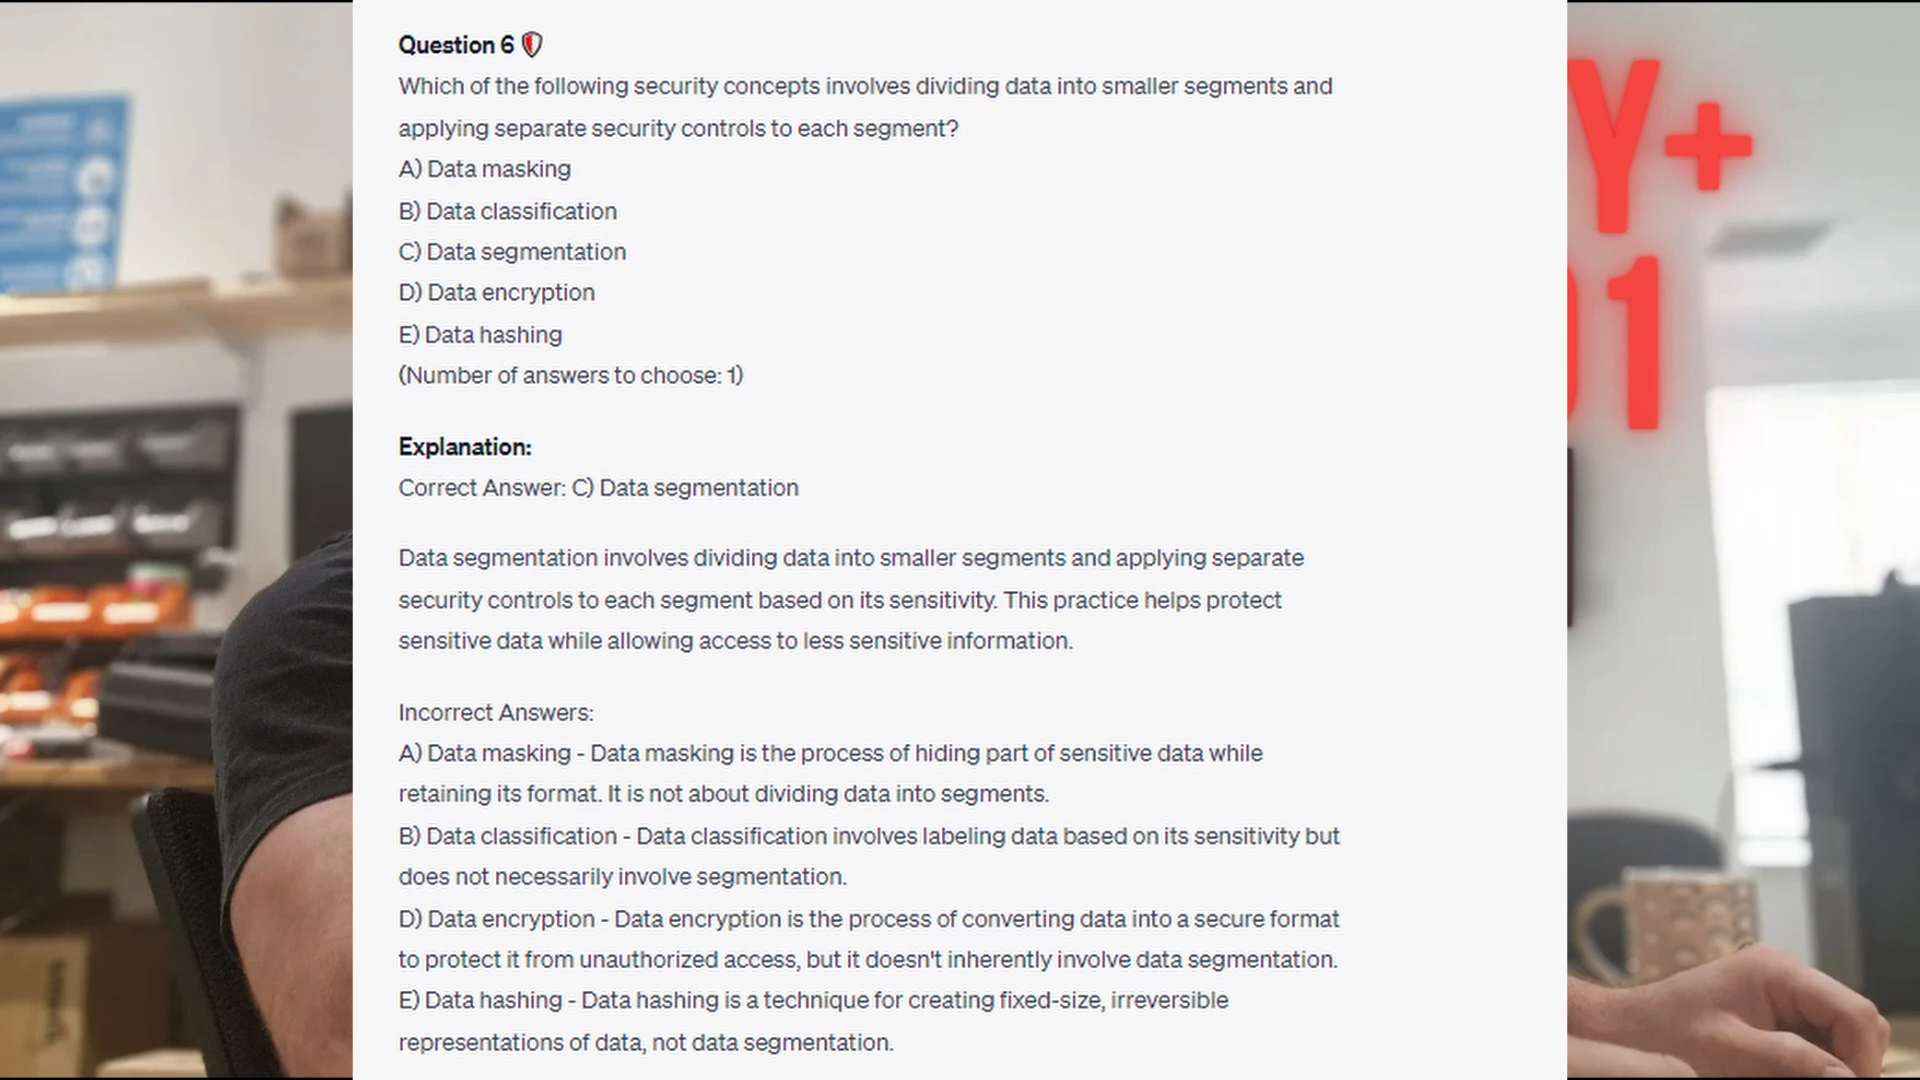 Question 6
Which of the following security concepts involves dividing data into smaller segments and
applying separate security controls to each segment?
A) Data masking
B) Data classification
C) Data segmentation
D) Data encryption
E) Data hashing
(Number of answers to choose: 1)
Explanation:
Correct Answer: C) Data segmentation
Data segmentation involves dividing data into smaller segments and applying separate
security controls to each segment based on its sensitivity. This practice helps protect
sensitive data while allowing access to less sensitive information.
Incorrect Answers:
A) Data masking - Data masking is the process of hiding part of sensitive data while
retaining its format. It is not about dividing data into segments.
B) Data classification - Data classification involves labeling data based on its sensitivity but
does not necessarily involve segmentation.
D) Data encryption - Data encryption is the process of converting data into a secure format
to protect it from unauthorized access, but it doesn't inherently involve data segmentation.
E) Data hashing - Data hashing is a technique for creating fixed-size, irreversible
representations of data, not data segmentation.
Y+
01